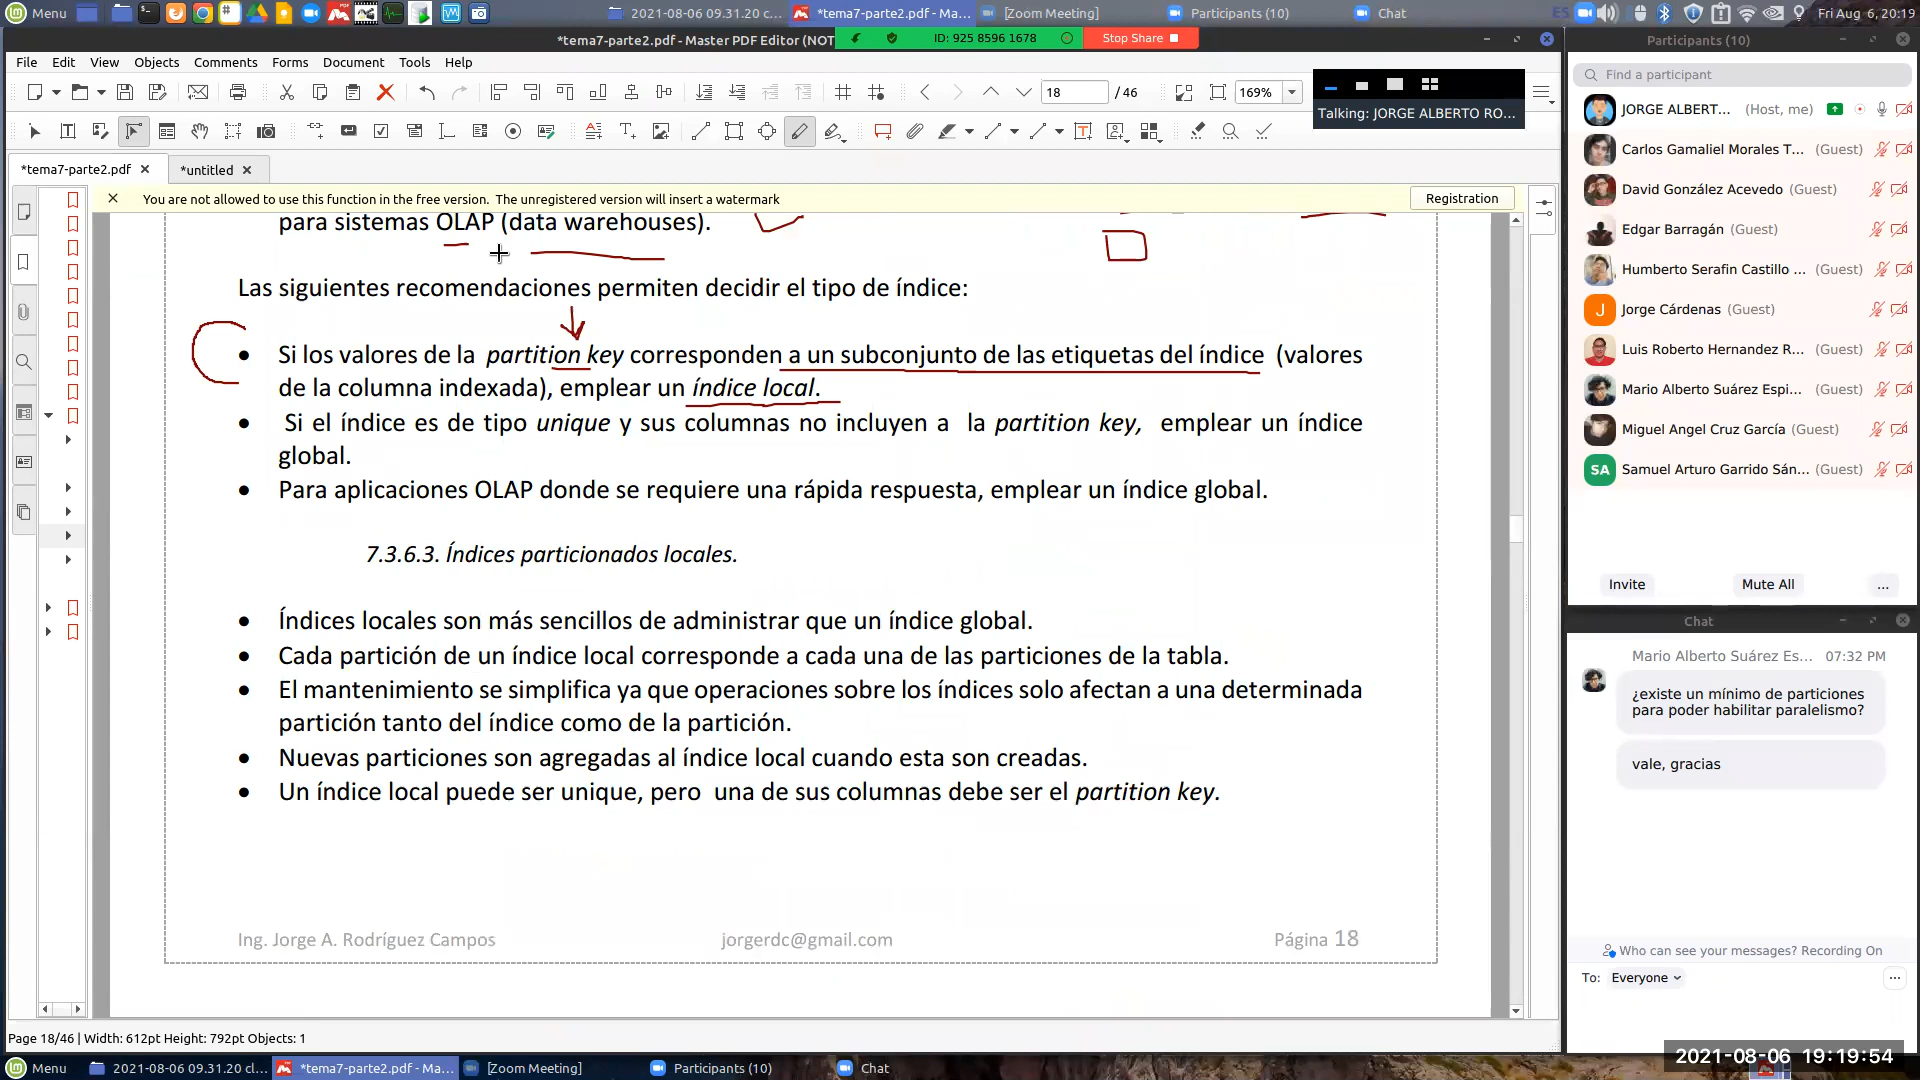 Menu
2021-08-06 09.31.20 c...
*tema7-parte2.pdf - Ma...
[Zoom Meeting]
Participants (10)
Chat
ES
Fri Aug 6, 20:19
*tema7-parte2.pdf - Master PDF Editor (NOT
ID: 925 8596 1678
Stop Share
File Edit View Objects Comments Forms Document Tools Help
18 / 46
169%
Talking: JORGE ALBERTO RO...
*tema7-parte2.pdf
*untitled
You are not allowed to use this function in the free version. The unregistered version will insert a watermark
Registration
para sistemas OLAP (data warehouses).
Las siguientes recomendaciones permiten decidir el tipo de índice:
• Si los valores de la partition key corresponden a un subconjunto de las etiquetas del índice (valores
de la columna indexada), emplear un índice local.
• Si el índice es de tipo unique y sus columnas no incluyen a la partition key, emplear un índice
global.
• Para aplicaciones OLAP donde se requiere una rápida respuesta, emplear un índice global.
7.3.6.3. Índices particionados locales.
• Índices locales son más sencillos de administrar que un índice global.
• Cada partición de un índice local corresponde a cada una de las particiones de la tabla.
• El mantenimiento se simplifica ya que operaciones sobre los índices solo afectan a una determinada
partición tanto del índice como de la partición.
• Nuevas particiones son agregadas al índice local cuando esta son creadas.
• Un índice local puede ser unique, pero una de sus columnas debe ser el partition key.
Ing. Jorge A. Rodríguez Campos
jorgerdc@gmail.com
Página 18
Page 18/46 | Width: 612pt Height: 792pt Objects: 1
Participants (10)
Find a participant
JORGE ALBERT... (Host, me)
Carlos Gamaliel Morales T... (Guest)
David González Acevedo (Guest)
Edgar Barragán (Guest)
Humberto Serafin Castillo ... (Guest)
J Jorge Cárdenas (Guest)
Luis Roberto Hernandez R... (Guest)
Mario Alberto Suárez Espi... (Guest)
Miguel Angel Cruz García (Guest)
SA Samuel Arturo Garrido Sán... (Guest)
Invite
Mute All
...
Chat
Mario Alberto Suárez Es... 07:32 PM
¿existe un mínimo de particiones
para poder habilitar paralelismo?
vale, gracias
Who can see your messages? Recording On
To: Everyone
2021-08-06 19:19:54
Menu
2021-08-06 09.31.20 cl...
*tema7-parte2.pdf - Ma...
[Zoom Meeting]
Participants (10)
Chat